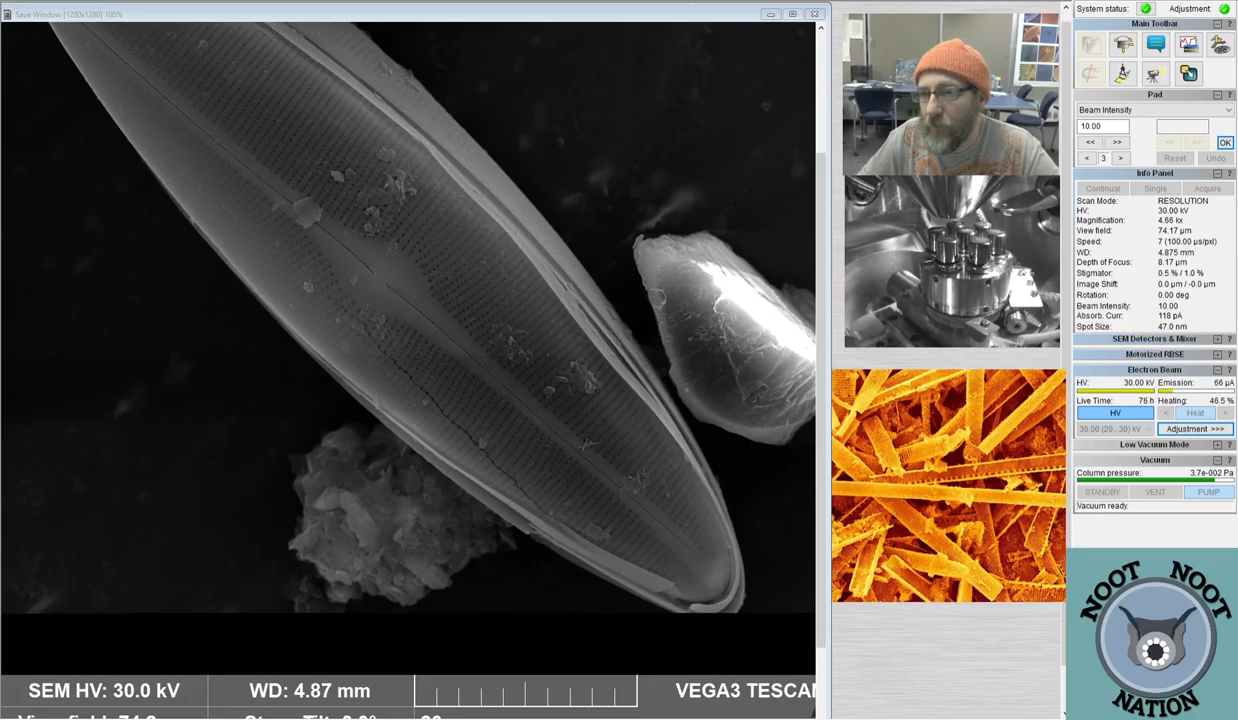 Save Window [1280x1280] 100%
SEM HV: 30.0 kV
WD: 4.87 mm
VEGA3 TESCAN
System status:
Adjustment:
Main Toolbar
?
Pad
?
Beam Intensity
10.00
<< >>
<< >>
OK
< 3 >
Reset
Undo
Info Panel
?
Continual Single Acquire
Scan Mode: RESOLUTION
HV: 30.00 kV
Magnification: 4.66 kx
View field: 74.17 µm
Speed: 7 (100.00 µs/pxl)
WD: 4.875 mm
Depth of Focus: 8.17 µm
Stigmator: 0.5 % / 1.0 %
Image Shift: 0.0 µm / -0.0 µm
Rotation: 0.00 deg
Beam Intensity: 10.00
Absorb. Curr: 118 pA
Spot Size: 47.0 nm
SEM Detectors & Mixer
?
Motorized RBSE
?
Electron Beam
?
HV: 30.00 kV Emission: 66 µA
Live Time: 76 h Heating: 46.5 %
HV < Heat >
30.00 (20...30) kV Adjustment >>>
Low Vacuum Mode
?
Vacuum
?
Column pressure: 3.7e-002 Pa
STANDBY VENT PUMP
Vacuum ready.
NOOT NOOT
NATION